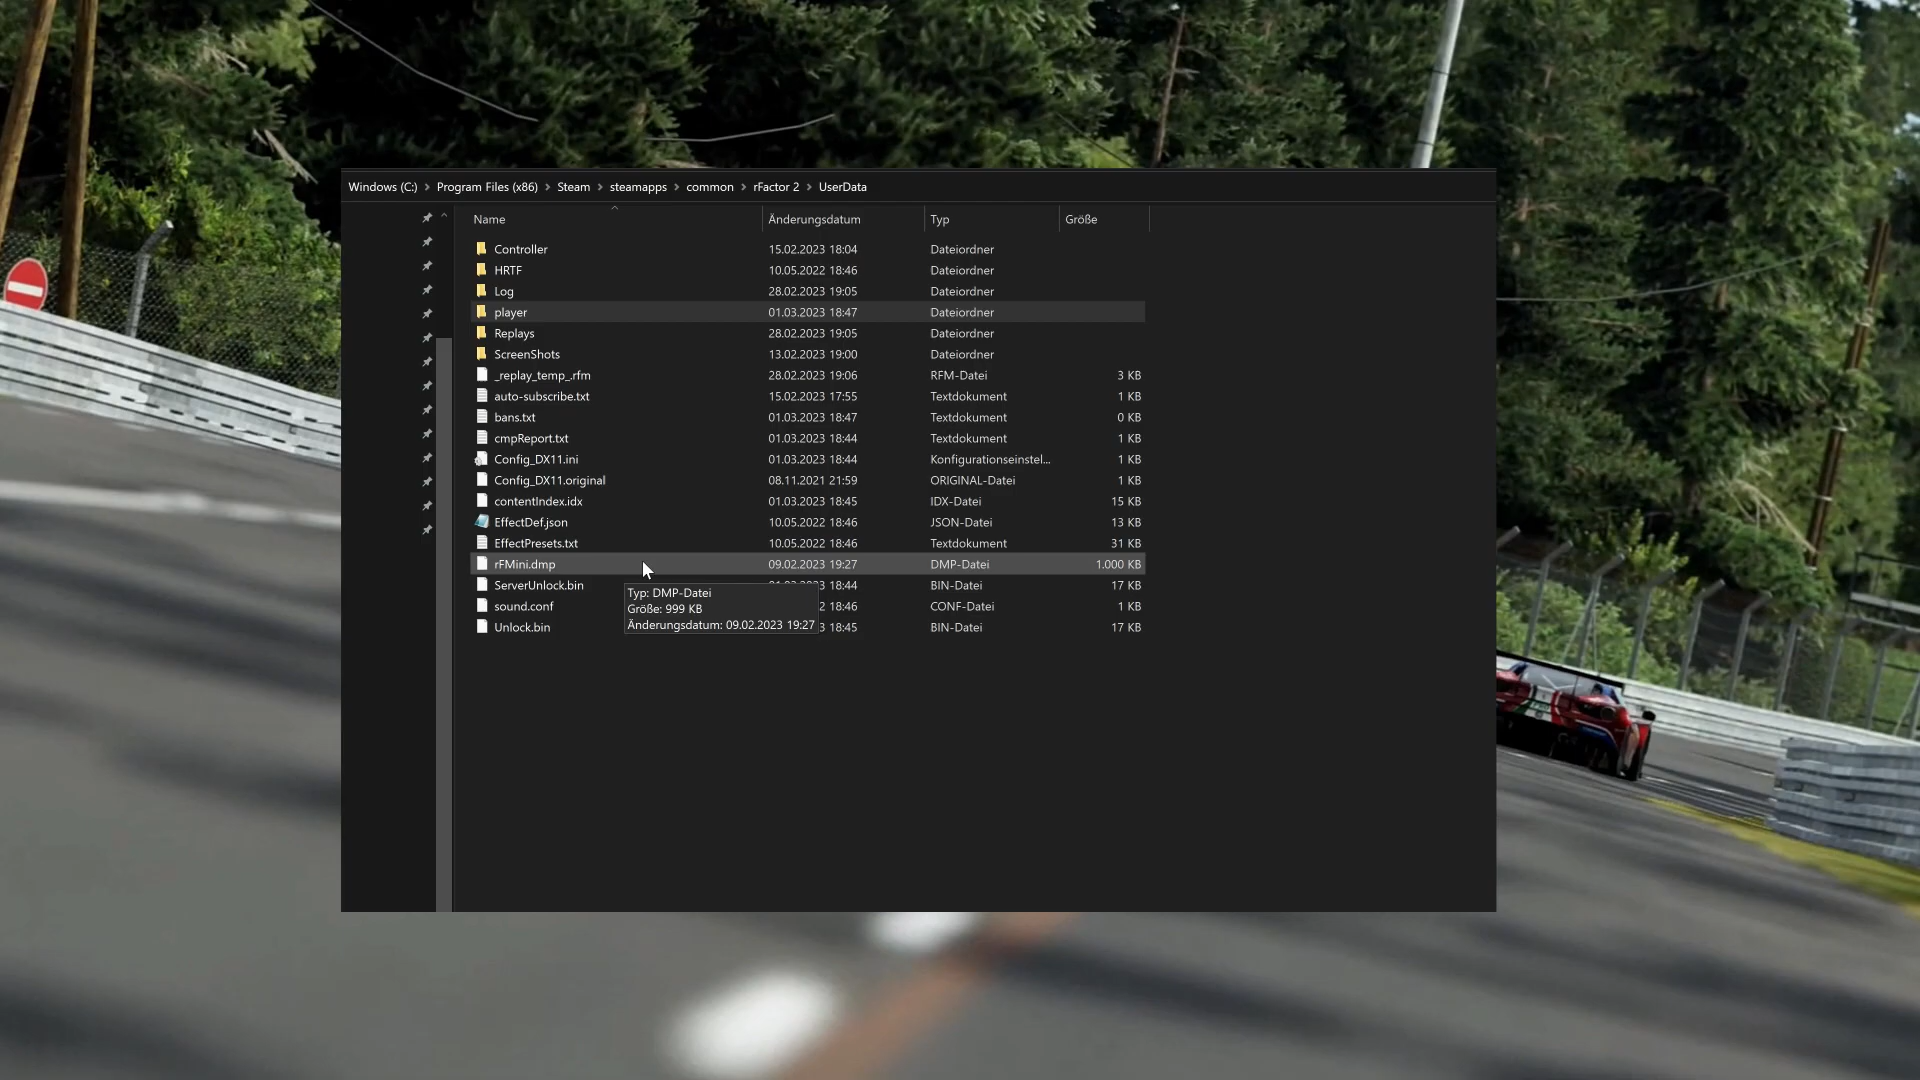 Windows (C:) > Program Files (x86) > Steam > steamapps > common > rFactor 2 > UserData
Name Änderungsdatum Typ Größe
Controller 15.02.2023 18:04 Dateiordner
HRTF 10.05.2022 18:46 Dateiordner
Log 28.02.2023 19:05 Dateiordner
player 01.03.2023 18:47 Dateiordner
Replays 28.02.2023 19:05 Dateiordner
ScreenShots 13.02.2023 19:00 Dateiordner
_replay_temp_.rfm 28.02.2023 19:06 RFM-Datei 3 KB
auto-subscribe.txt 15.02.2023 17:55 Textdokument 1 KB
bans.txt 01.03.2023 18:47 Textdokument 0 KB
cmpReport.txt 01.03.2023 18:44 Textdokument 1 KB
Config_DX11.ini 01.03.2023 18:44 Konfigurationseinstel... 1 KB
Config_DX11.original 08.11.2021 21:59 ORIGINAL-Datei 1 KB
contentIndex.idx 01.03.2023 18:45 IDX-Datei 15 KB
EffectDef.json 10.05.2022 18:46 JSON-Datei 13 KB
EffectPresets.txt 10.05.2022 18:46 Textdokument 31 KB
rFMini.dmp 09.02.2023 19:27 DMP-Datei 1.000 KB
ServerUnlock.bin 18:44 BIN-Datei 17 KB
Typ: DMP-Datei
sound.conf 2 18:46 CONF-Datei 1 KB
Größe: 999 KB
Unlock.bin 3 18:45 BIN-Datei 17 KB
Änderungsdatum: 09.02.2023 19:27